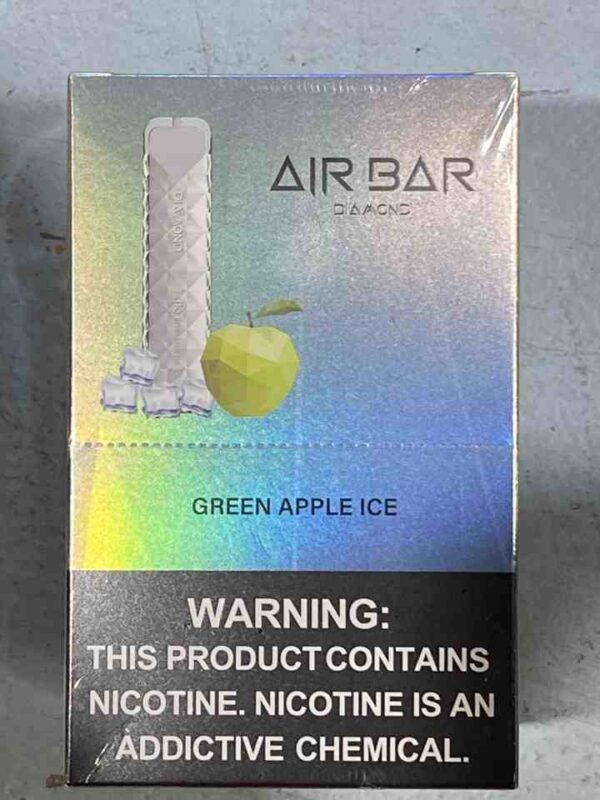 AIR BAR
DIAMOND
GREEN APPLE ICE
WARNING:
THIS PRODUCT CONTAINS
NICOTINE. NICOTINE IS AN
ADDICTIVE CHEMICAL.